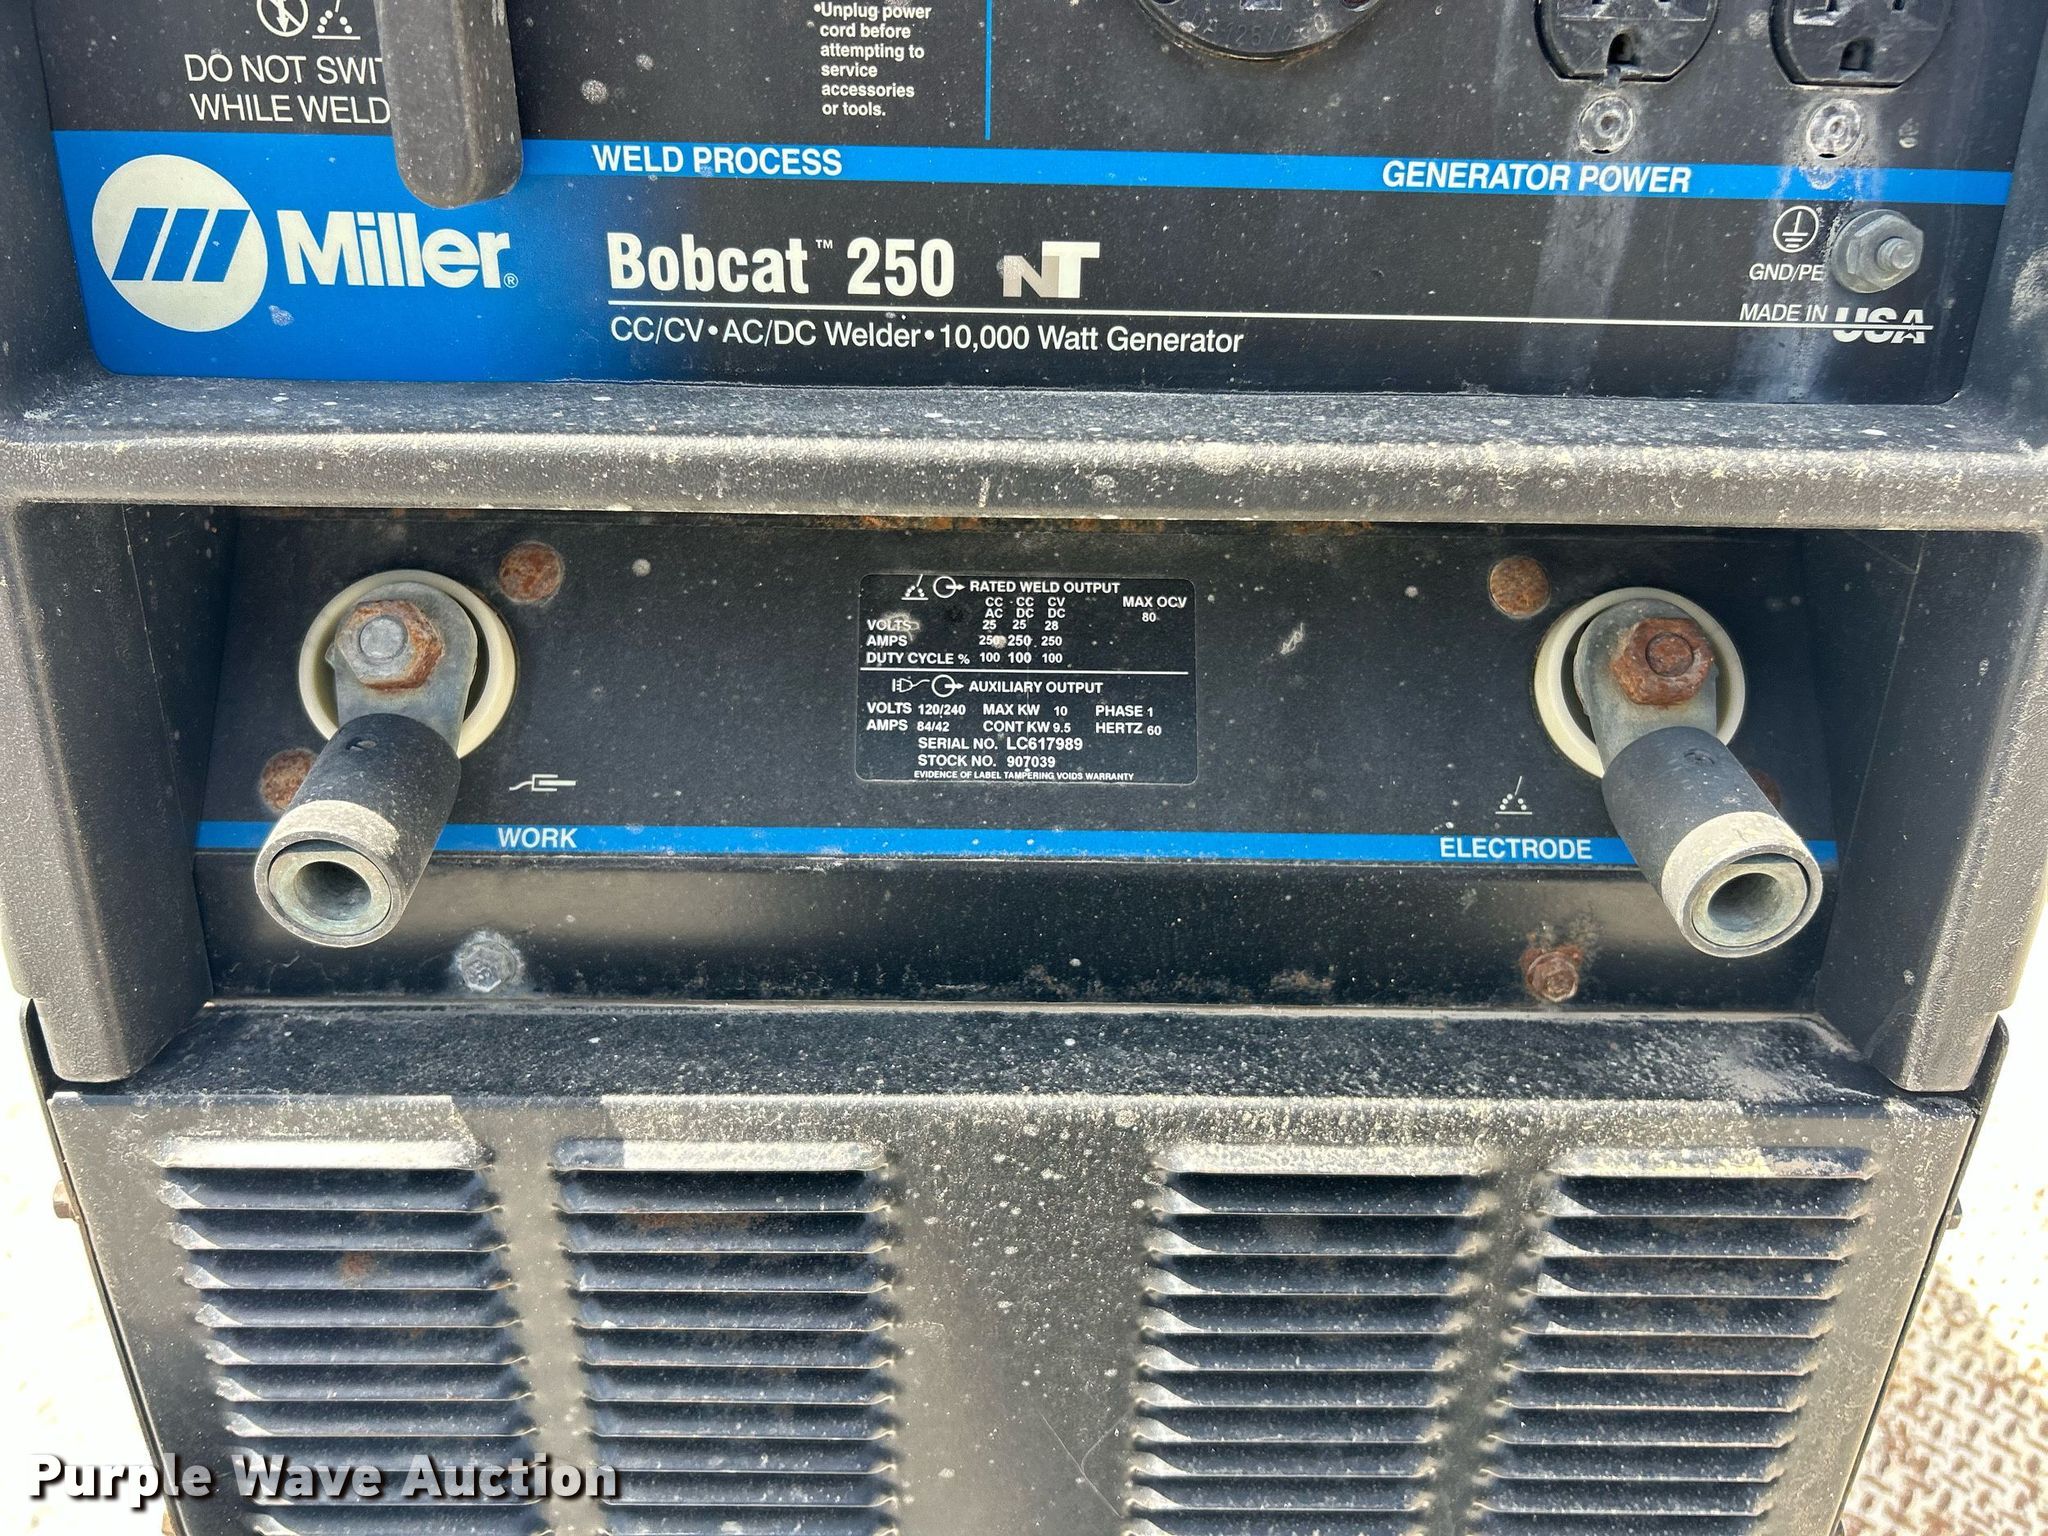 •Unplug power
cord before
attempting to
service
accessories
or tools.
DO NOT
WHILE
WELD PROCESS
GENERATOR POWER
Miller®
Bobcat™ 250 NT
GND/PE
MADE IN USA
CC/CV•AC/DC Welder•10,000 Watt Generator
RATED WELD OUTPUT
CC CC CV MAX OCV
AC DC DC 80
VOLTS 25 25 28
AMPS 250 250 250
DUTY CYCLE % 100 100 100
AUXILIARY OUTPUT
VOLTS 120/240 MAX KW 10 PHASE 1
AMPS 84/42 CONT KW 9.5 HERTZ 60
SERIAL NO. LC617989
STOCK NO. 907039
EVIDENCE OF LABEL TAMPERING VOIDS WARRANTY
WORK
ELECTRODE
Purple Wave Auction